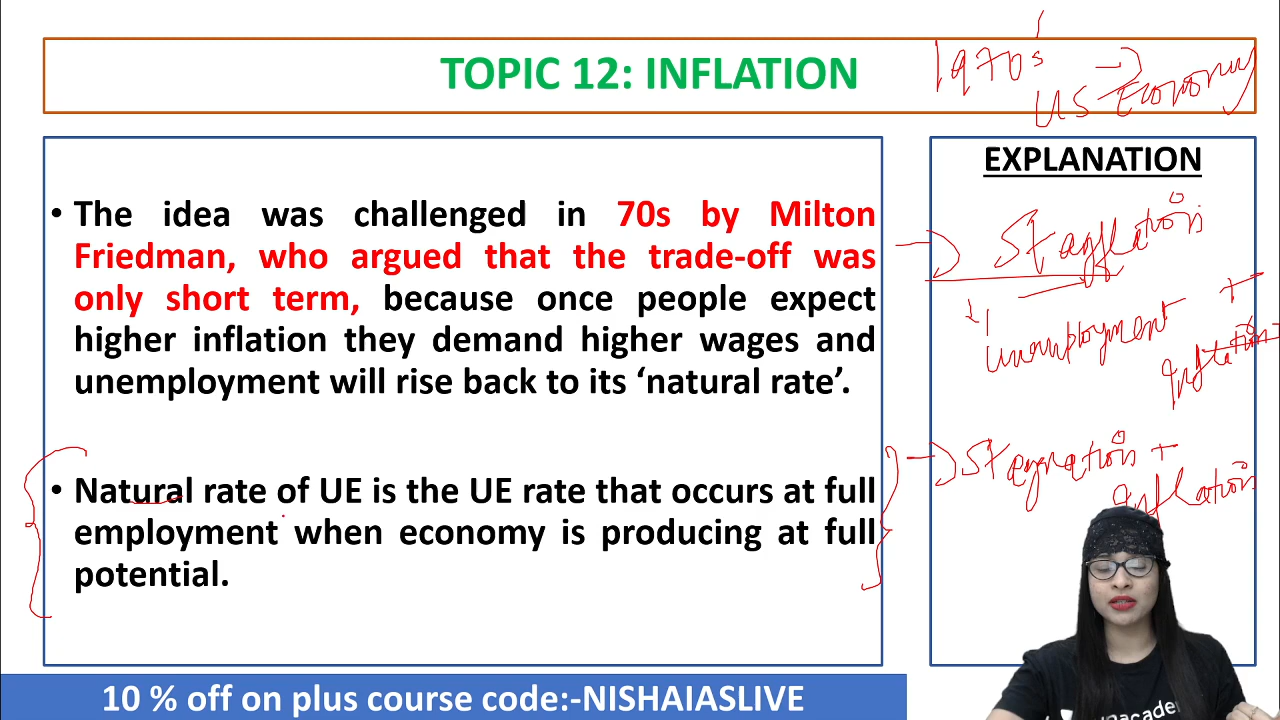 TOPIC 12: INFLATION
1970s'
→ US Economy
• The idea was challenged in 70s by Milton
Friedman, who argued that the trade-off was
only short term, because once people expect
higher inflation they demand higher wages and
unemployment will rise back to its ‘natural rate’.
• Natural rate of UE is the UE rate that occurs at full
employment when economy is producing at full
potential.
EXPLANATION
→ Stagflation
unemployment +
Inflation
→ Stagnation +
Inflation
10 % off on plus course code:-NISHAIASLIVE